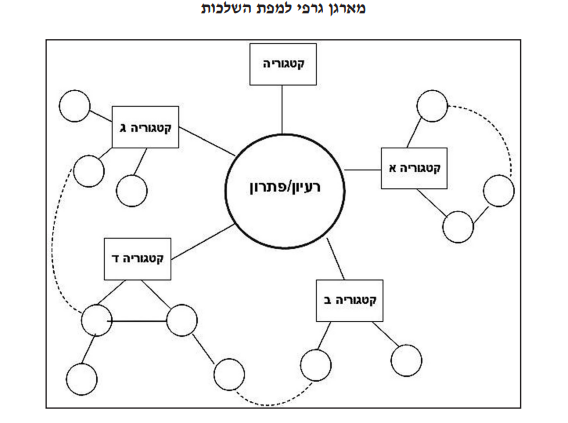 מארגן גרפי למפת השלכות
קטגוריה
קטגוריה ג
קטגוריה א
רעיון/פתרון
קטגוריה ד
קטגוריה ב